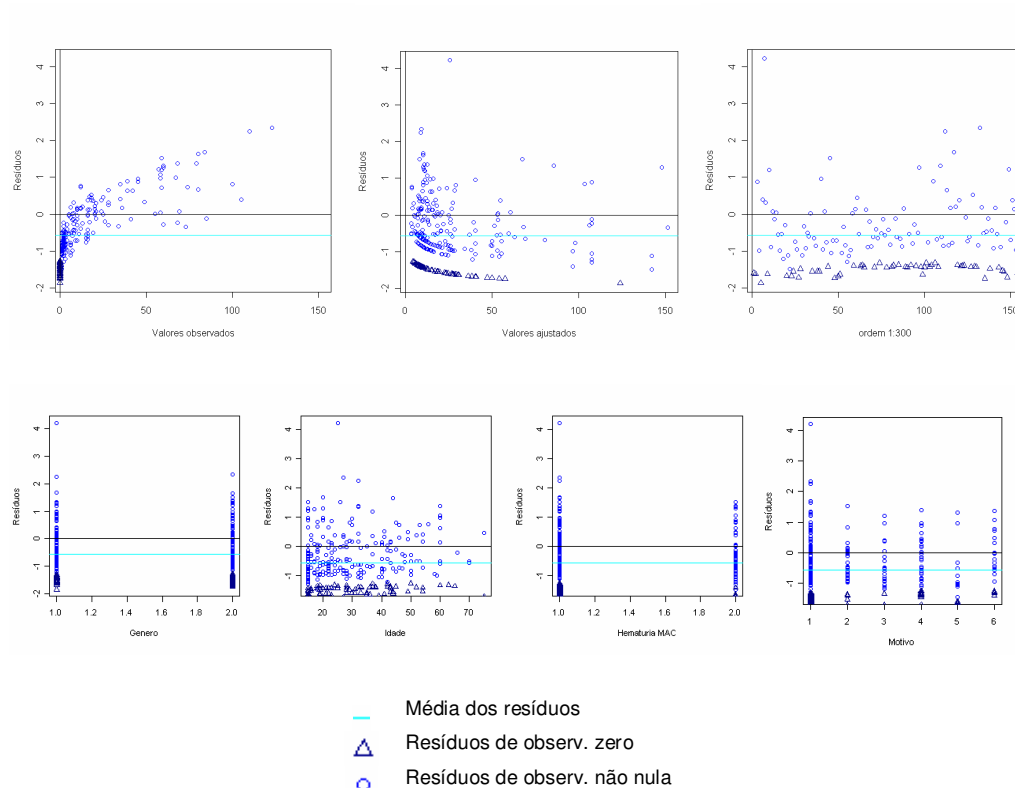 Resíduos
4
3
2
1
0
-1
-2
0 50 100 150
Valores observados
Resíduos
4
3
2
1
0
-1
-2
0 50 100 150
Valores ajustados
Resíduos
4
3
2
1
0
-1
-2
0 50 100 150
ordem 1:300
Resíduos
4
3
2
1
0
-1
-2
1.0 1.2 1.4 1.6 1.8 2.0
Genero
Resíduos
4
3
2
1
0
-1
20 30 40 50 60 70
Idade
Resíduos
4
3
2
1
0
-1
1.0 1.2 1.4 1.6 1.8 2.0
Hematuria MAC
Resíduos
4
3
2
1
0
-1
1 2 3 4 5 6
Motivo
Média dos resíduos
Resíduos de observ. zero
Resíduos de observ. não nula